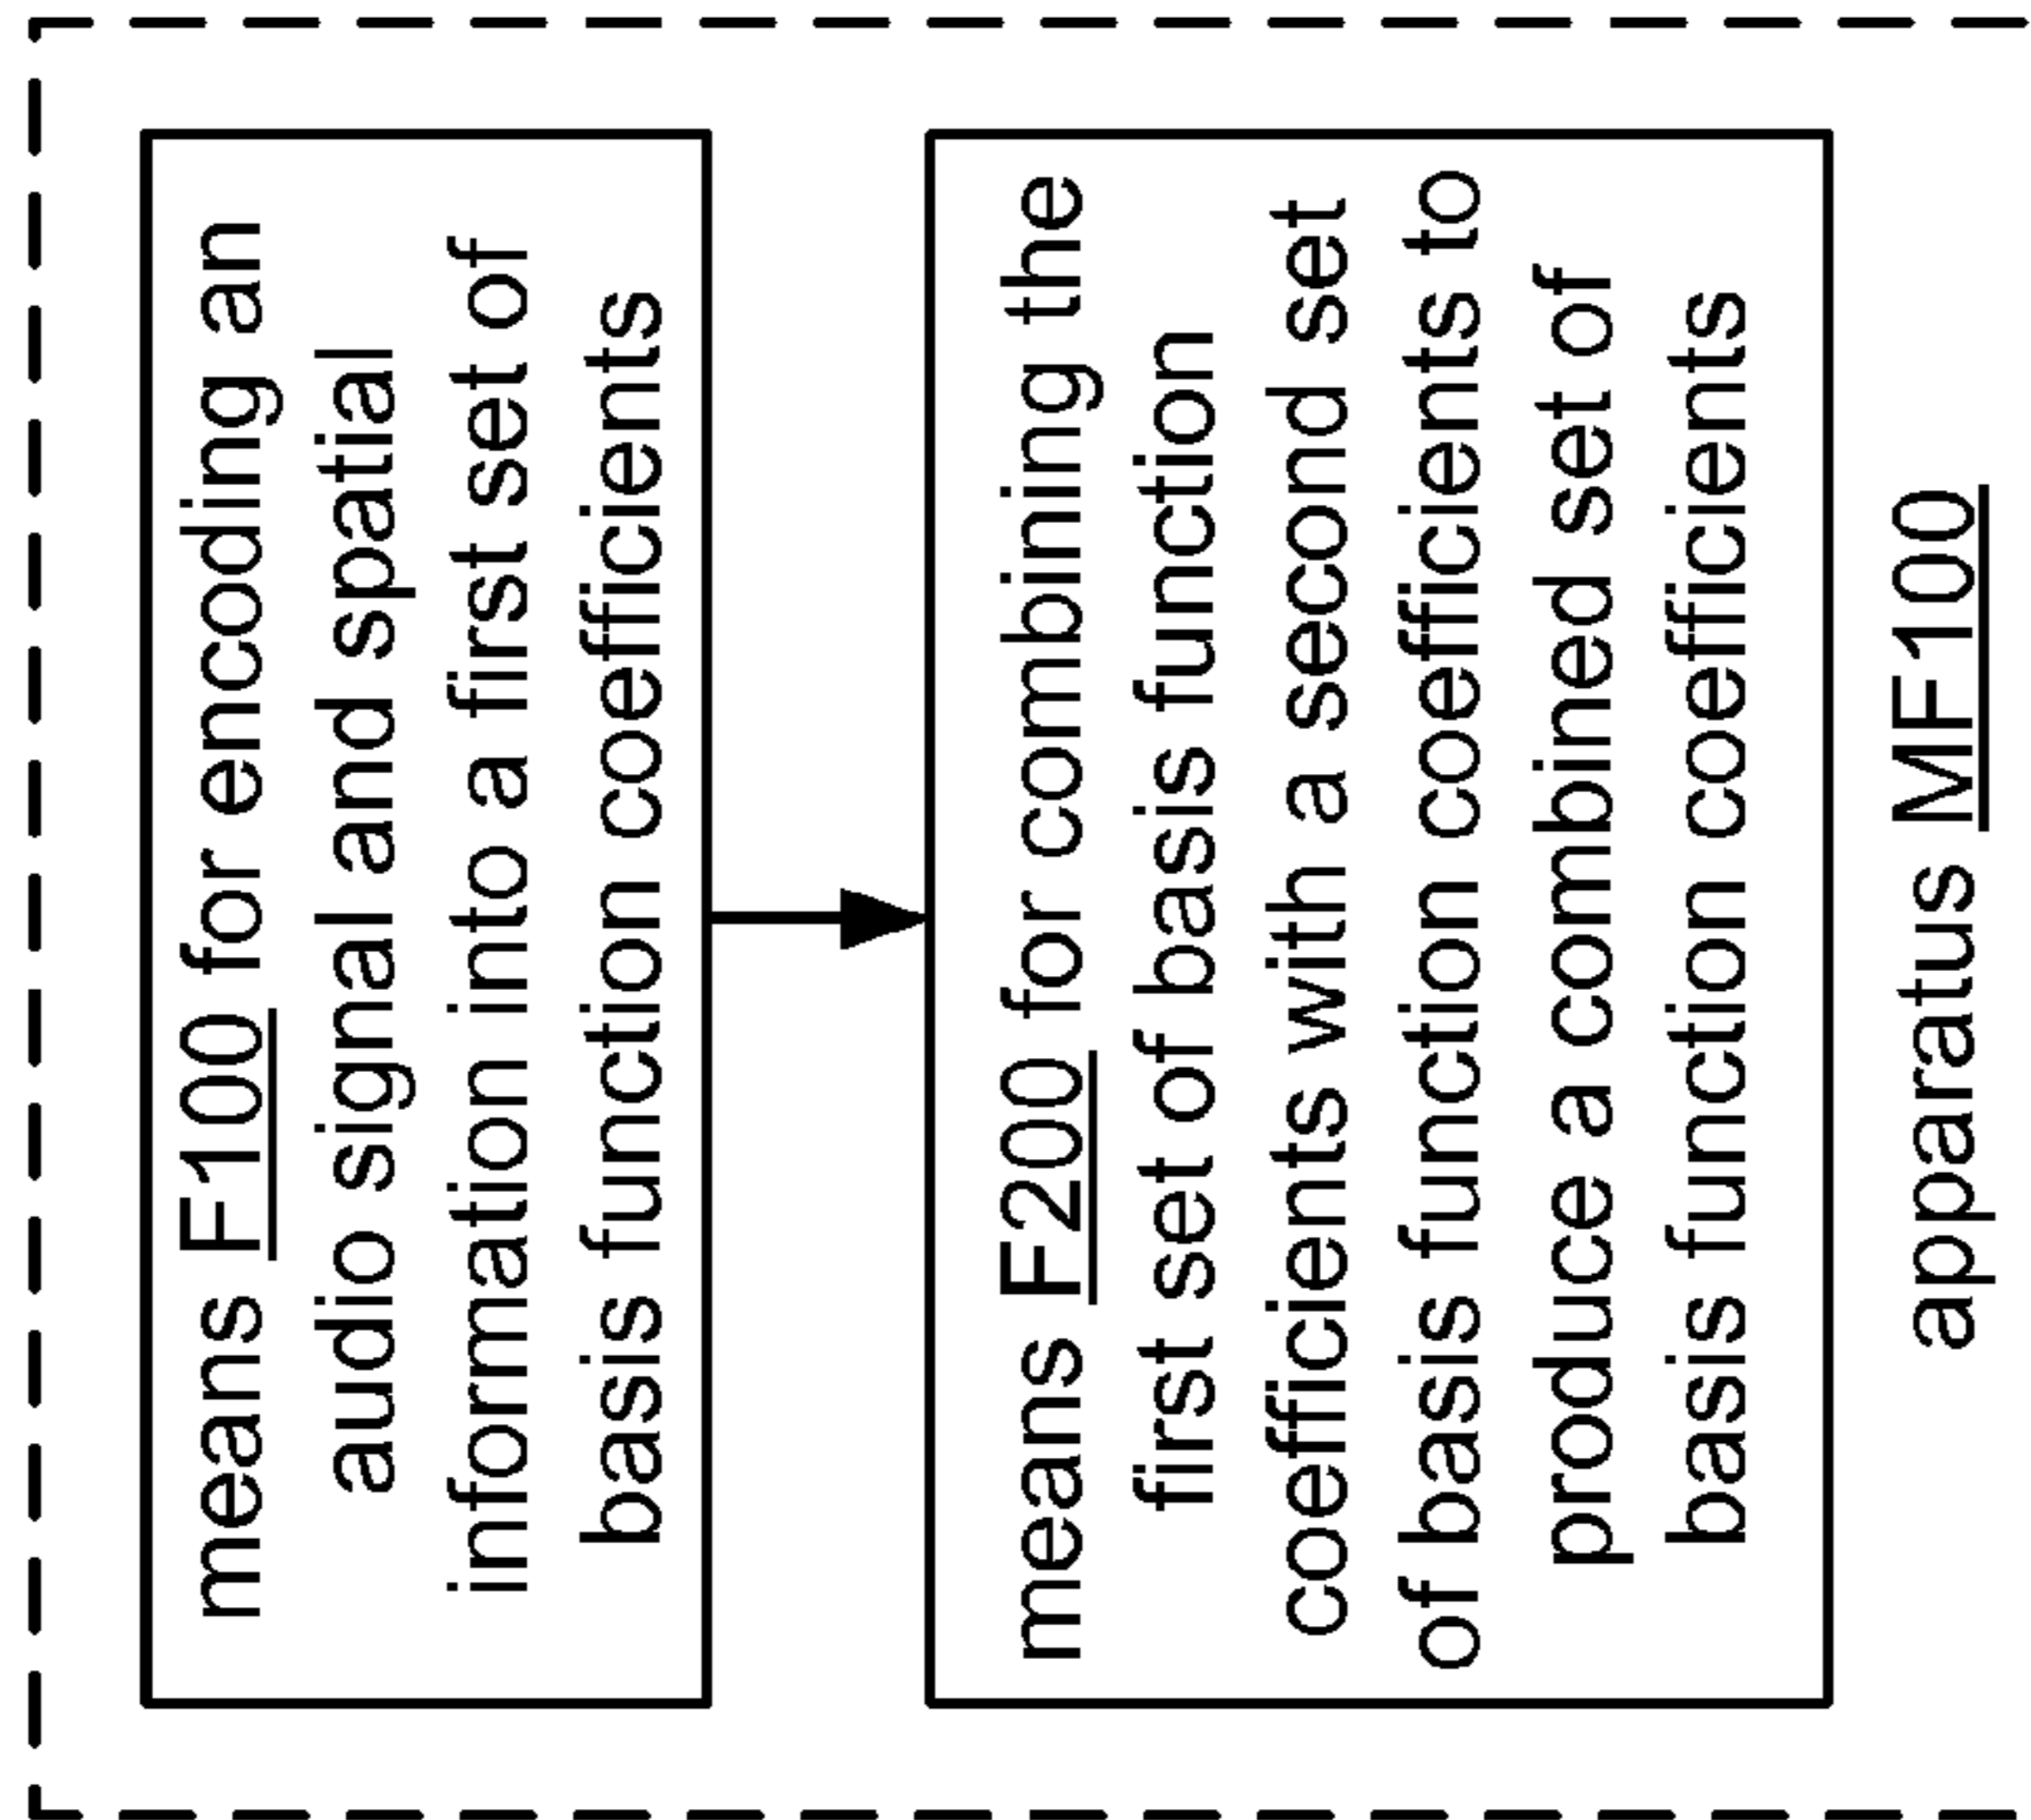 means F100 for encoding an
audio signal and spatial
information into a first set of
basis function coefficients
means F200 for combining the
first set of basis function
coefficients with a second set
of basis function coefficients to
produce a combined set of
basis function coefficients
apparatus MF100